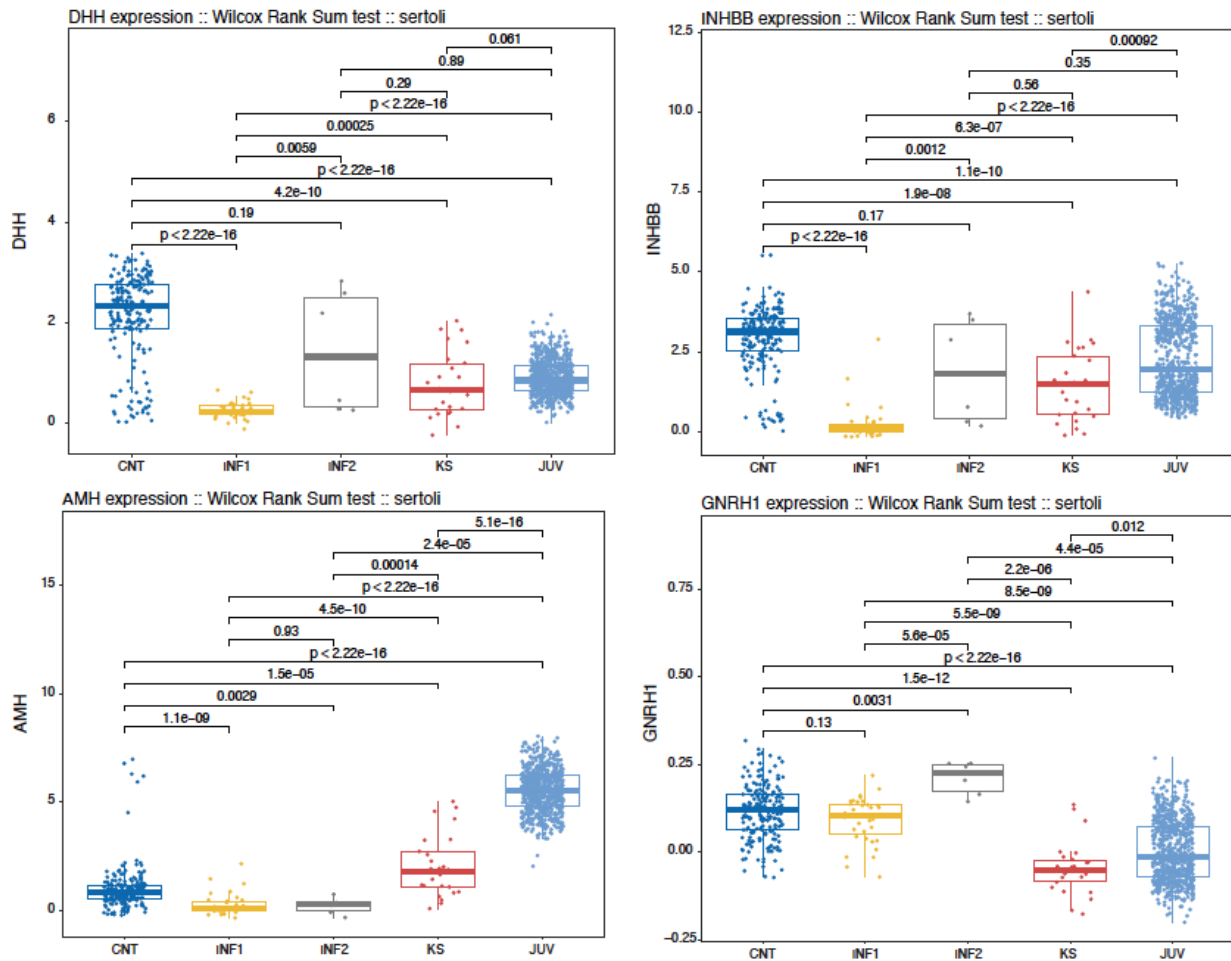 DHH expression :: Wilcox Rank Sum test :: sertoli
0.061
0.89
0.29
p < 2.22e−16
0.00025
0.0059
p < 2.22e−16
4.2e−10
0.19
p < 2.22e−16
DHH
6
4
2
0
CNT INF1 INF2 KS JUV
INHBB expression :: Wilcox Rank Sum test :: sertoli
0.00092
0.35
0.56
p < 2.22e−16
6.3e−07
0.0012
1.1e−10
1.9e−08
0.17
p < 2.22e−16
INHBB
12.5
10.0
7.5
5.0
2.5
0.0
CNT INF1 INF2 KS JUV
AMH expression :: Wilcox Rank Sum test :: sertoli
5.1e−16
2.4e−05
0.00014
p < 2.22e−16
4.5e−10
0.93
p < 2.22e−16
1.5e−05
0.0029
1.1e−09
AMH
15
10
5
0
CNT INF1 INF2 KS JUV
GNRH1 expression :: Wilcox Rank Sum test :: sertoli
0.012
4.4e−05
2.2e−06
8.5e−09
5.5e−09
5.6e−05
p < 2.22e−16
1.5e−12
0.0031
0.13
GNRH1
0.75
0.50
0.25
0.00
−0.25
CNT INF1 INF2 KS JUV